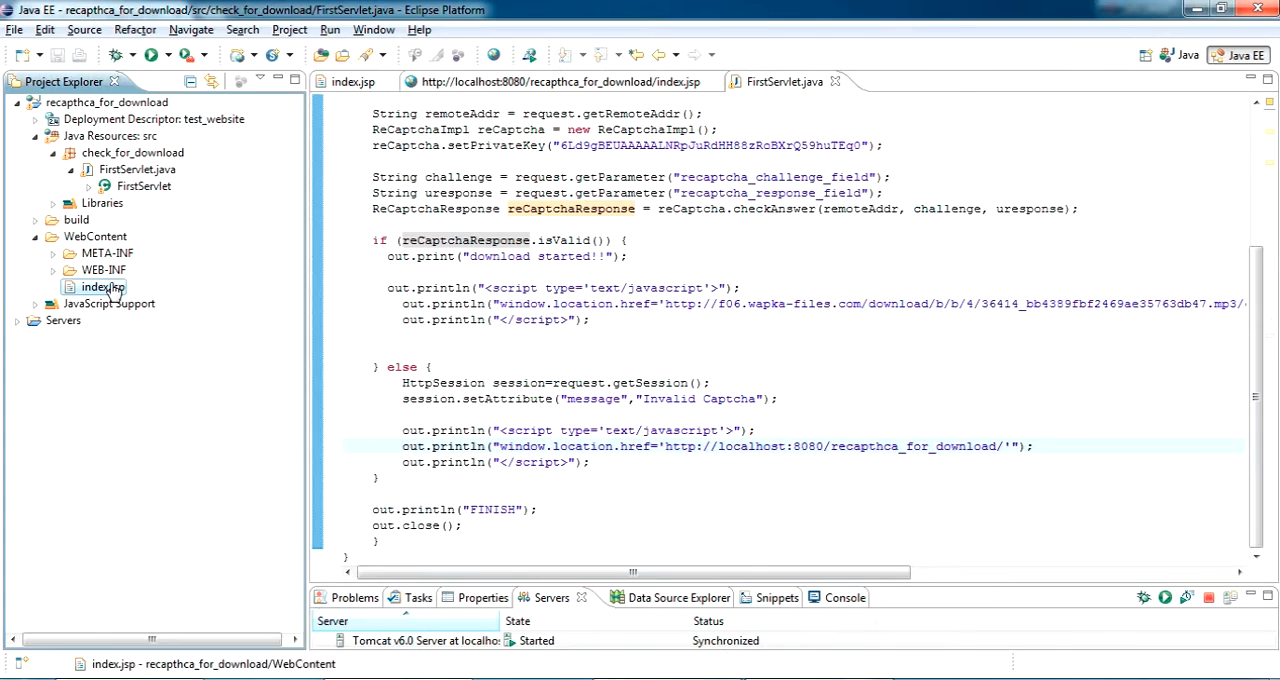 Java EE - recapthca_for_download/src/check_for_download/FirstServlet.java - Eclipse Platform
File Edit Source Refactor Navigate Search Project Run Window Help
Java Java EE
Project Explorer
index.jsp http://localhost:8080/recapthca_for_download/index.jsp FirstServlet.java
recapthca_for_download
Deployment Descriptor: test_website
Java Resources: src
check_for_download
FirstServlet.java
FirstServlet
Libraries
build
WebContent
META-INF
WEB-INF
index.jsp
JavaScript Support
Servers
String remoteAddr = request.getRemoteAddr();
ReCaptchaImpl reCaptcha = new ReCaptchaImpl();
reCaptcha.setPrivateKey("6Ld9gBEUAAAAALNRpJuRdHH88zRoBXrQ59huTEq0");
String challenge = request.getParameter("recaptcha_challenge_field");
String uresponse = request.getParameter("recaptcha_response_field");
ReCaptchaResponse reCaptchaResponse = reCaptcha.checkAnswer(remoteAddr, challenge, uresponse);
if (reCaptchaResponse.isValid()) {
out.print("download started!!");
out.println("<script type='text/javascript'>");
out.println("window.location.href='http://f06.wapka-files.com/download/b/b/4/36414_bb4389fbf2469ae35763db47.mp3/
out.println("</script>");
} else {
HttpSession session=request.getSession();
session.setAttribute("message","Invalid Captcha");
out.println("<script type='text/javascript'>");
out.println("window.location.href='http://localhost:8080/recapthca_for_download/'");
out.println("</script>");
}
out.println("FINISH");
out.close();
}
}
Problems Tasks Properties Servers Data Source Explorer Snippets Console
Server State Status
Tomcat v6.0 Server at localho: Started Synchronized
index.jsp - recapthca_for_download/WebContent